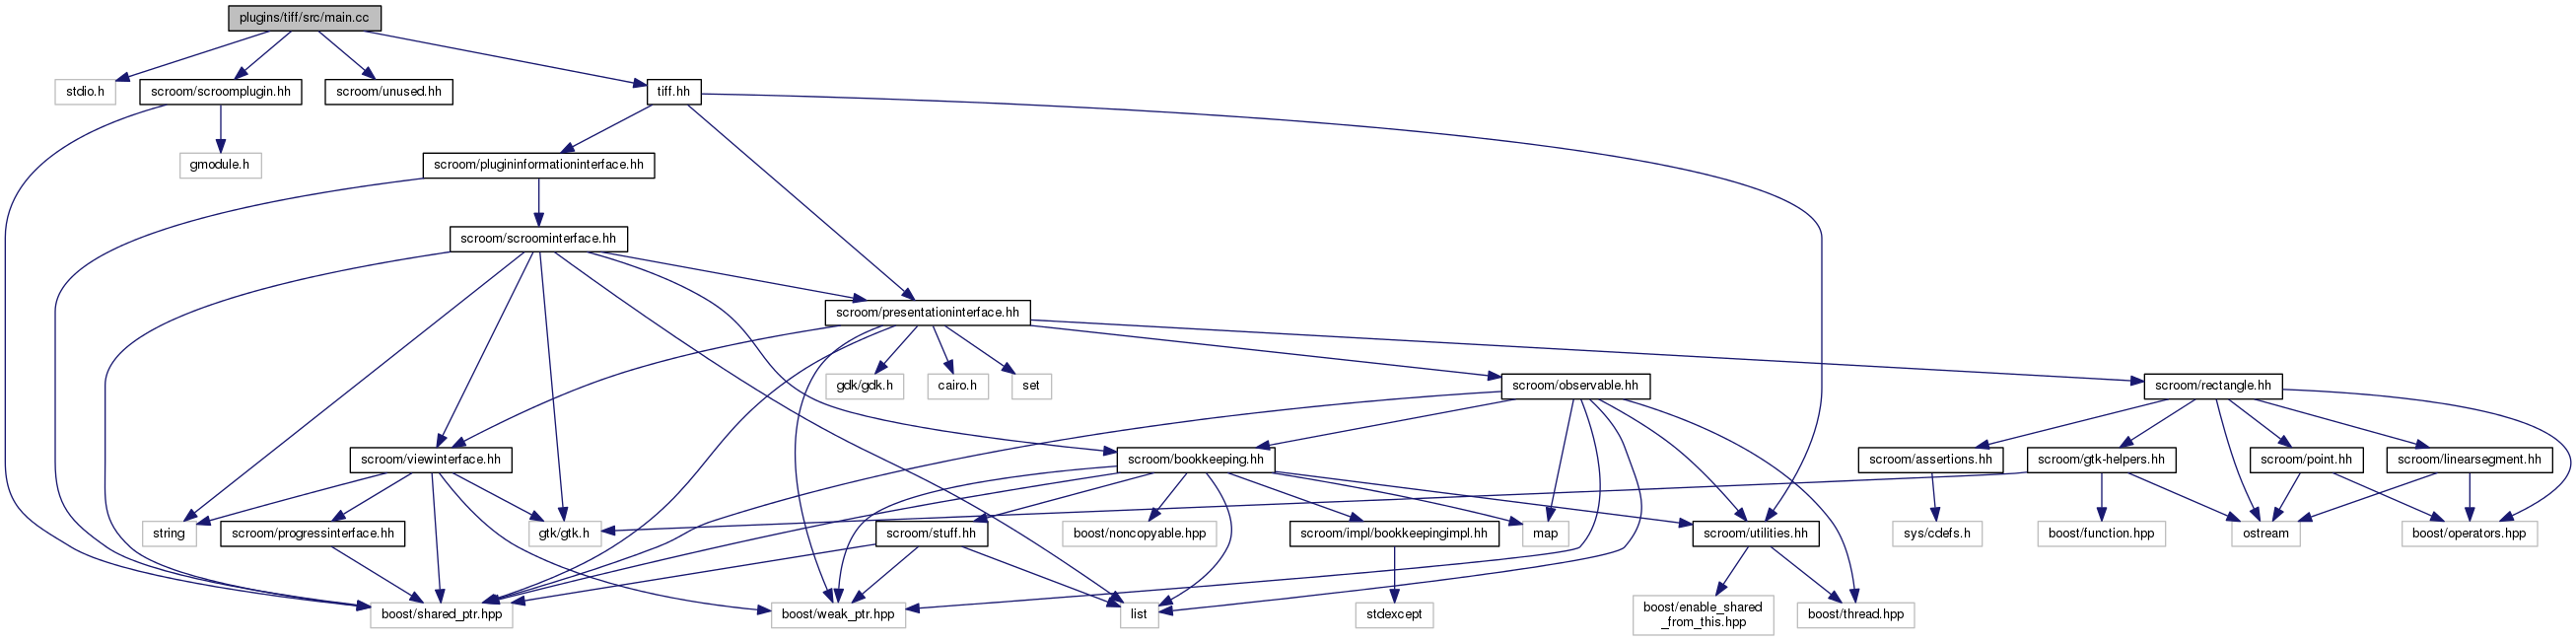 plugins/tiff/src/main.cc
stdio.h
scroom/scroomplugin.hh
scroom/unused.hh
tiff.hh
gmodule.h
scroom/plugininformationinterface.hh
scroom/scroominterface.hh
scroom/presentationinterface.hh
gdk/gdk.h
cairo.h
set
scroom/observable.hh
scroom/rectangle.hh
scroom/viewinterface.hh
scroom/bookkeeping.hh
scroom/assertions.hh
scroom/gtk-helpers.hh
scroom/point.hh
scroom/linearsegment.hh
string
scroom/progressinterface.hh
gtk/gtk.h
scroom/stuff.hh
boost/noncopyable.hpp
scroom/impl/bookkeepingimpl.hh
map
scroom/utilities.hh
sys/cdefs.h
boost/function.hpp
ostream
boost/operators.hpp
boost/shared_ptr.hpp
boost/weak_ptr.hpp
list
stdexcept
boost/enable_shared
_from_this.hpp
boost/thread.hpp